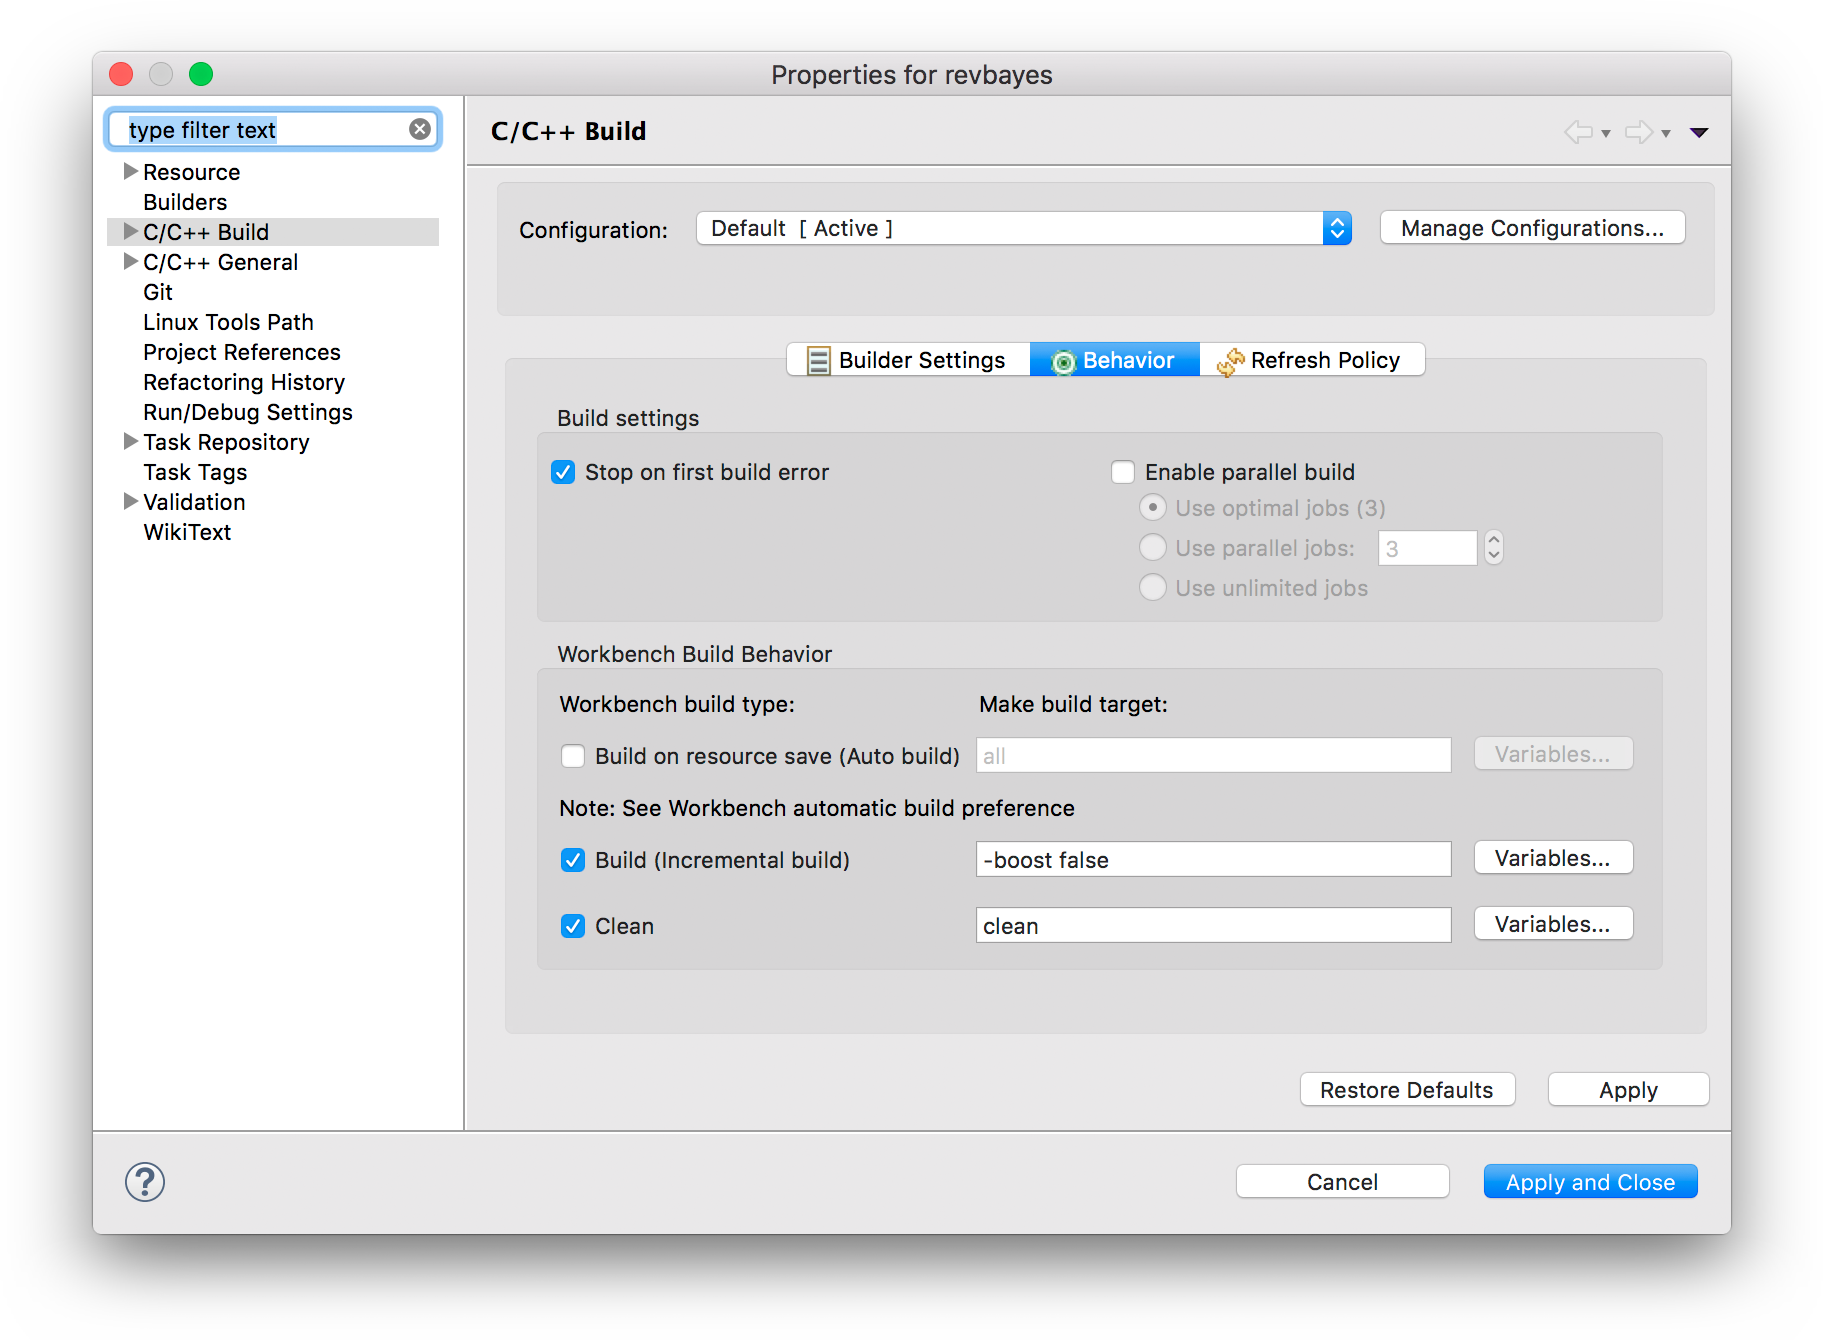 Properties for revbayes
type filter text
Resource
Builders
C/C++ Build
C/C++ General
Git
Linux Tools Path
Project References
Refactoring History
Run/Debug Settings
Task Repository
Task Tags
Validation
WikiText
C/C++ Build
Configuration: Default [ Active ] Manage Configurations...
Builder Settings Behavior Refresh Policy
Build settings
Stop on first build error Enable parallel build
Use optimal jobs (3)
Use parallel jobs: 3
Use unlimited jobs
Workbench Build Behavior
Workbench build type: Make build target:
Build on resource save (Auto build) all Variables...
Note: See Workbench automatic build preference
Build (Incremental build) -boost false Variables...
Clean clean Variables...
Restore Defaults Apply
? Cancel Apply and Close